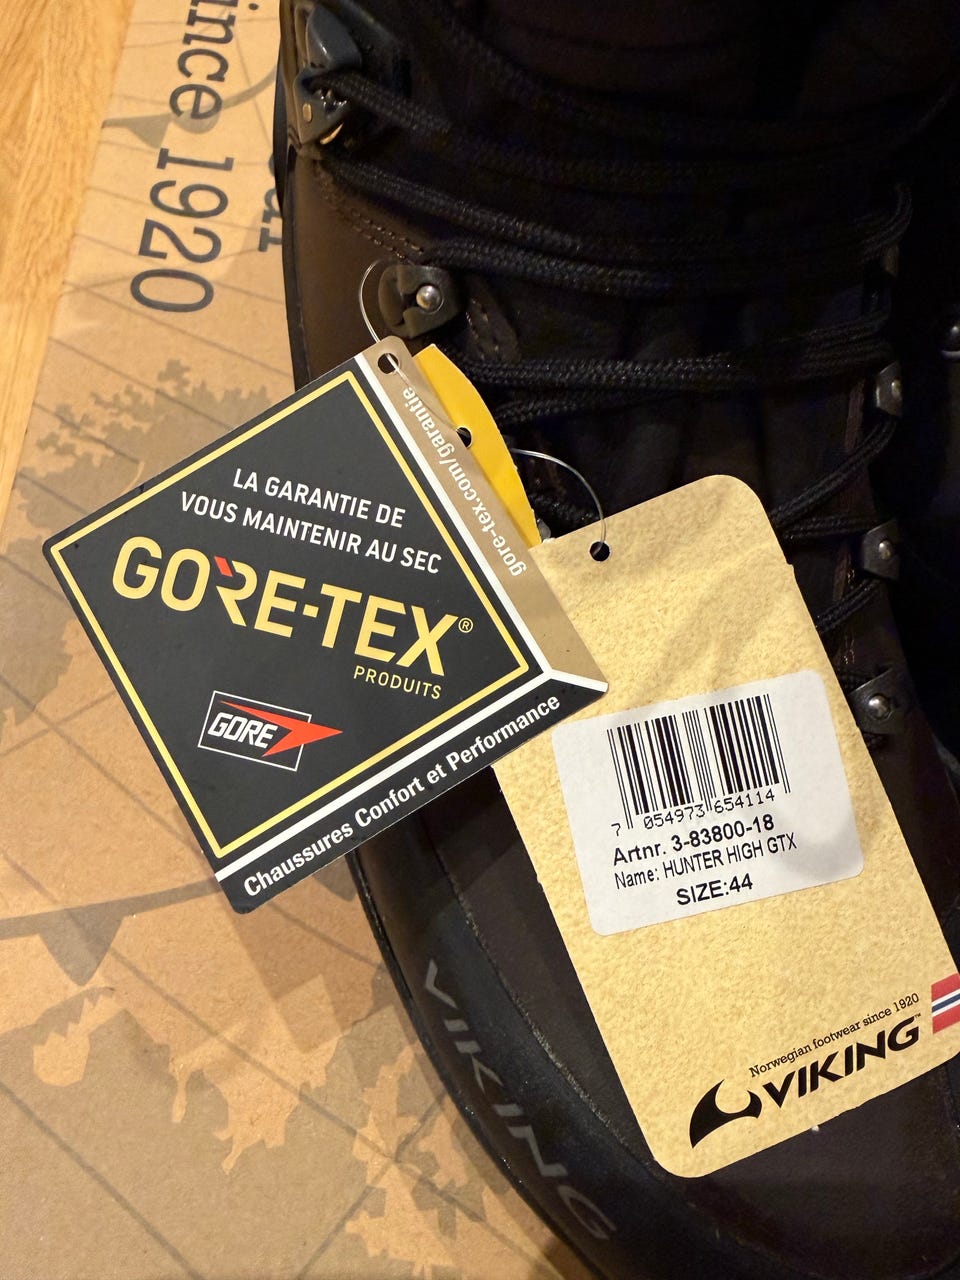 since 1920
LA GARANTIE DE
VOUS MAINTENIR AU SEC
GORE-TEX®
PRODUITS
GORE
Chaussures Confort et Performance
gore-tex.com/garantie
7 054973 654114
Artnr. 3-83800-18
Name: HUNTER HIGH GTX
SIZE:44
Norwegian footwear since 1920
VIKING™
VIKING